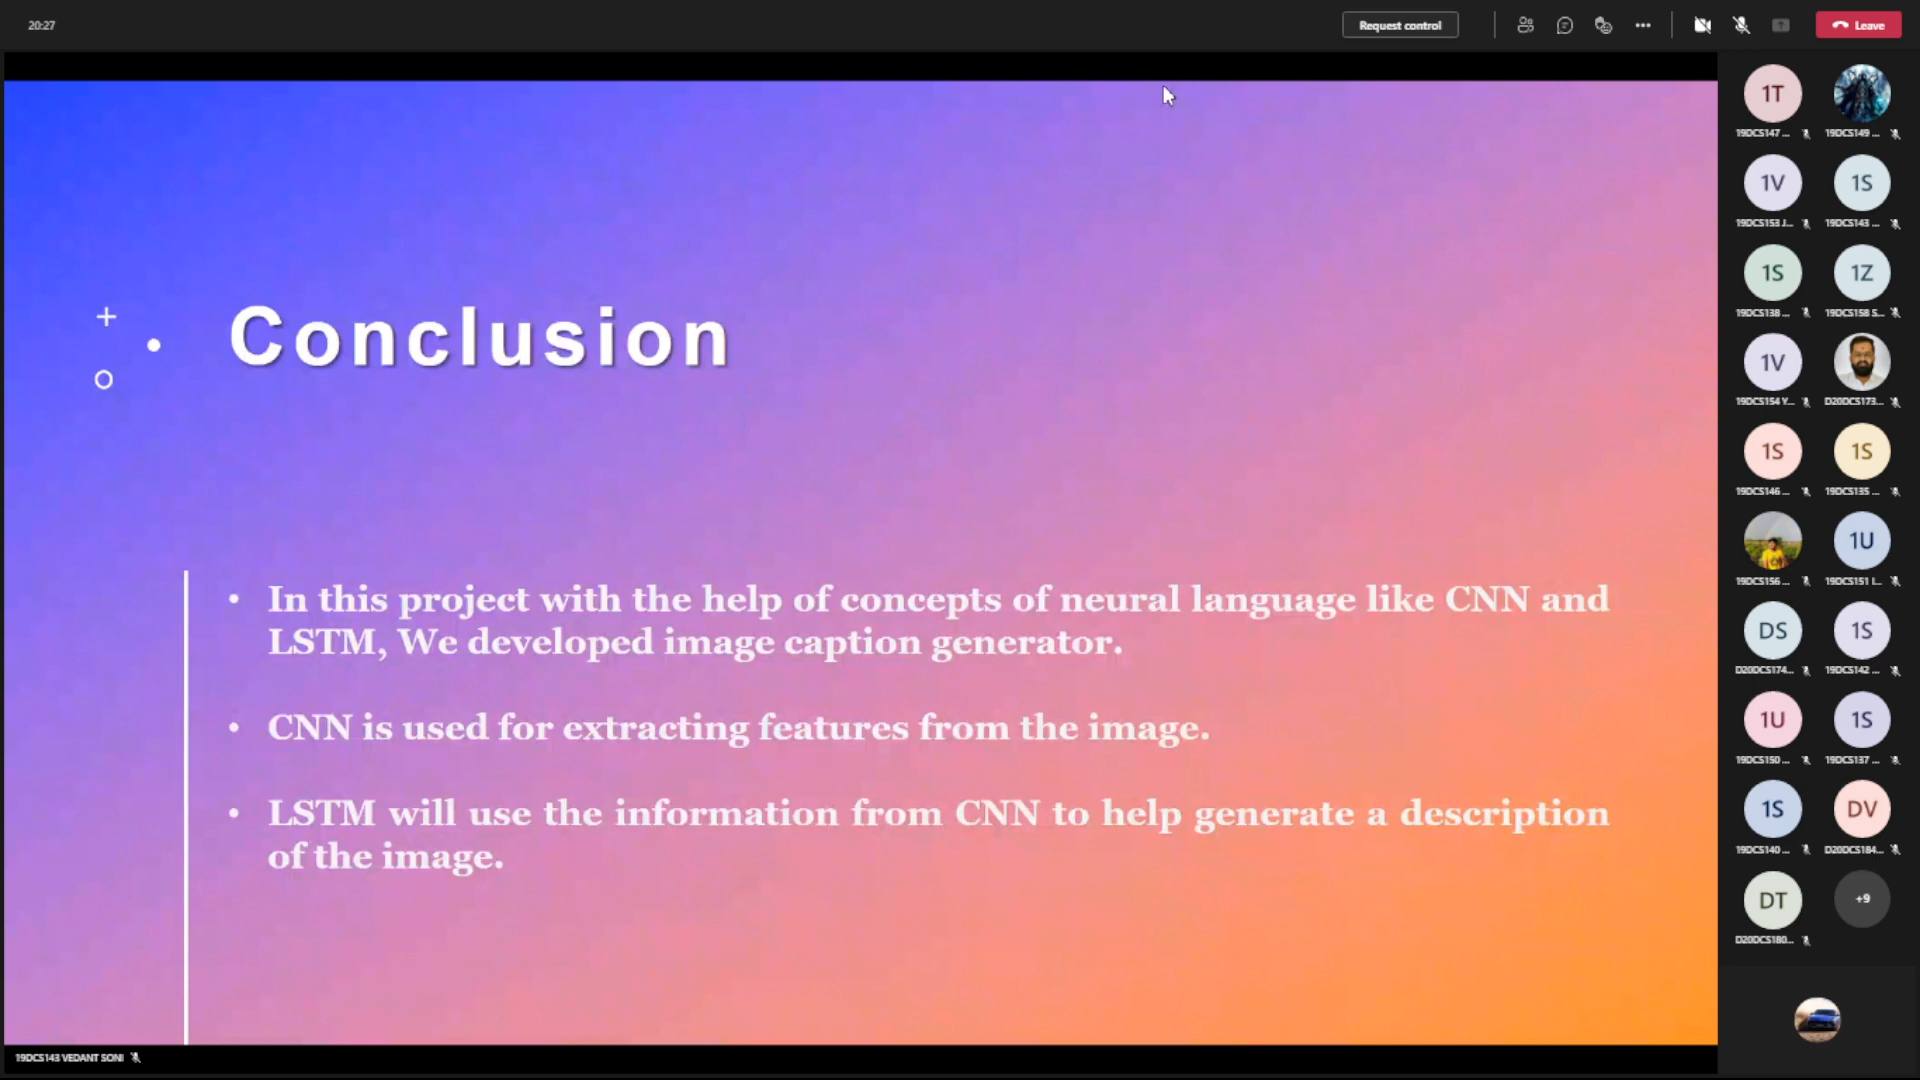 20:27
Request control
Leave
Conclusion
• In this project with the help of concepts of neural language like CNN and
LSTM, We developed image caption generator.
• CNN is used for extracting features from the image.
• LSTM will use the information from CNN to help generate a description
of the image.
19DCS143 VEDANT SONI
1T
19DCS147 ...
19DCS149 ...
1V
1S
19DCS153 J...
19DCS143 ...
1S
1Z
19DCS138 ...
19DCS158 S...
1V
19DCS154 Y...
D20DCS173...
1S
1S
19DCS146 ...
19DCS135 ...
1U
19DCS156 ...
19DCS151 I...
DS
1S
D20DCS174...
19DCS142 ...
1U
1S
19DCS150 ...
19DCS137 ...
1S
DV
19DCS140 ...
D20DCS184...
DT
+9
D20DCS180...